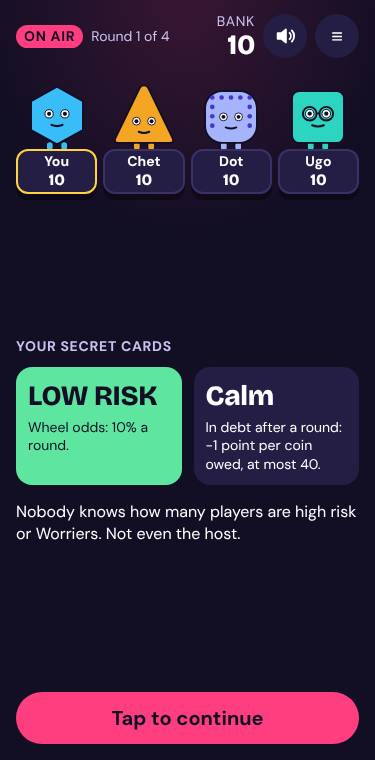 ON AIR Round 1 of 4
BANK
10
You
10
Chet
10
Dot
10
Ugo
10
YOUR SECRET CARDS
LOW RISK
Wheel odds: 10% a
round.
Calm
In debt after a round:
-1 point per coin
owed, at most 40.
Nobody knows how many players are high risk
or Worriers. Not even the host.
Tap to continue